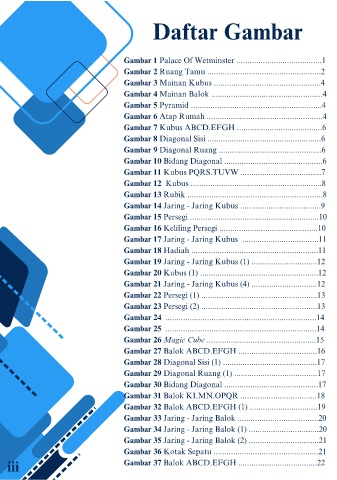 Daftar Gambar
Gambar 1 Palace Of Wetminster ......................................1
Gambar 2 Ruang Tamu ...................................................2
Gambar 3 Mainan Kubus ................................................4
Gambar 4 Mainan Balok .................................................4
Gambar 5 Pyramid ..........................................................4
Gambar 6 Atap Rumah ...................................................4
Gambar 7 Kubus ABCD.EFGH ......................................6
Gambar 8 Diagonal Sisi ..................................................6
Gambar 9 Diagonal Ruang ..............................................6
Gambar 10 Bidang Diagonal ...........................................6
Gambar 11 Kubus PQRS.TUVW ....................................7
Gambar 12 Kubus ..........................................................8
Gambar 13 Rubik ...........................................................8
Gambar 14 Jaring - Jaring Kubus ....................................9
Gambar 15 Persegi .........................................................10
Gambar 16 Keliling Persegi ............................................10
Gambar 17 Jaring - Jaring Kubus ..................................11
Gambar 18 Hadiah .........................................................11
Gambar 19 Jaring - Jaring Kubus (1) .............................12
Gambar 20 Kubus (1) .....................................................12
Gambar 21 Jaring - Jaring Kubus (4) .............................12
Gambar 22 Persegi (1) ....................................................13
Gambar 23 Persegi (2) ....................................................13
Gambar 24 ....................................................................14
Gambar 25 ....................................................................14
Gambar 26 Magic Cube ..................................................15
Gambar 27 Balok ABCD.EFGH ....................................16
Gambar 28 Diagonal Sisi (1) ..........................................17
Gambar 29 Diagonal Ruang (1) ......................................17
Gambar 30 Bidang Diagonal ..........................................17
Gambar 31 Balok KLMN.OPQR ...................................18
Gambar 32 Balok ABCD.EFGH (1) ...............................19
Gambar 33 Jaring - Jaring Balok ....................................20
Gambar 34 Jaring - Jaring Balok (1) ...............................20
Gambar 35 Jaring - Jaring Balok (2) ...............................21
Gambar 36 Kotak Sepatu ................................................21
Gambar 37 Balok ABCD.EFGH ....................................22
iii